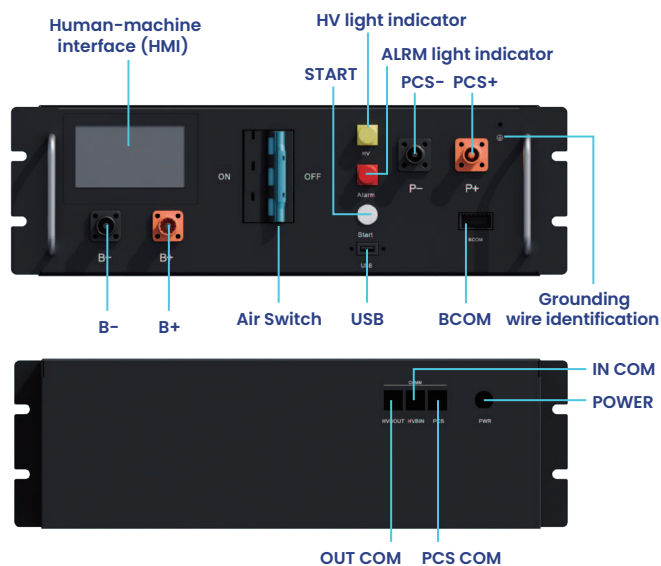 Human-machine
interface (HMI)
HV light indicator
ALRM light indicator
START
PCS- PCS+
HV
ON
OFF
Alarm
P-
P+
Start
BCOM
B-
B+
USB
B-
B+
Air Switch
USB
BCOM
Grounding
wire identification
IN COM
POWER
COMM
HVBOUT HVBIN PCS
PWR
OUT COM
PCS COM